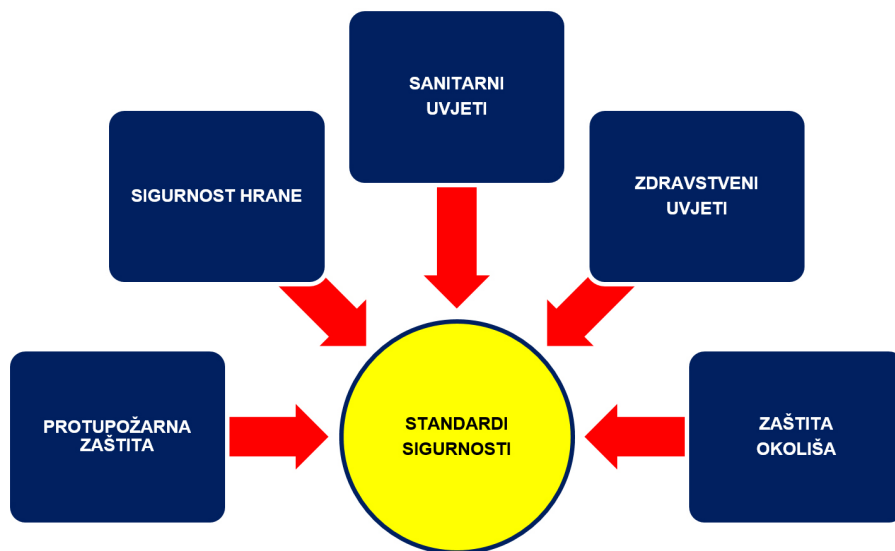 SANITARNI
UVJETI
SIGURNOST HRANE
ZDRAVSTVENI
UVJETI
PROTUPOŽARNA
ZAŠTITA
STANDARDI
SIGURNOSTI
ZAŠTITA
OKOLIŠA